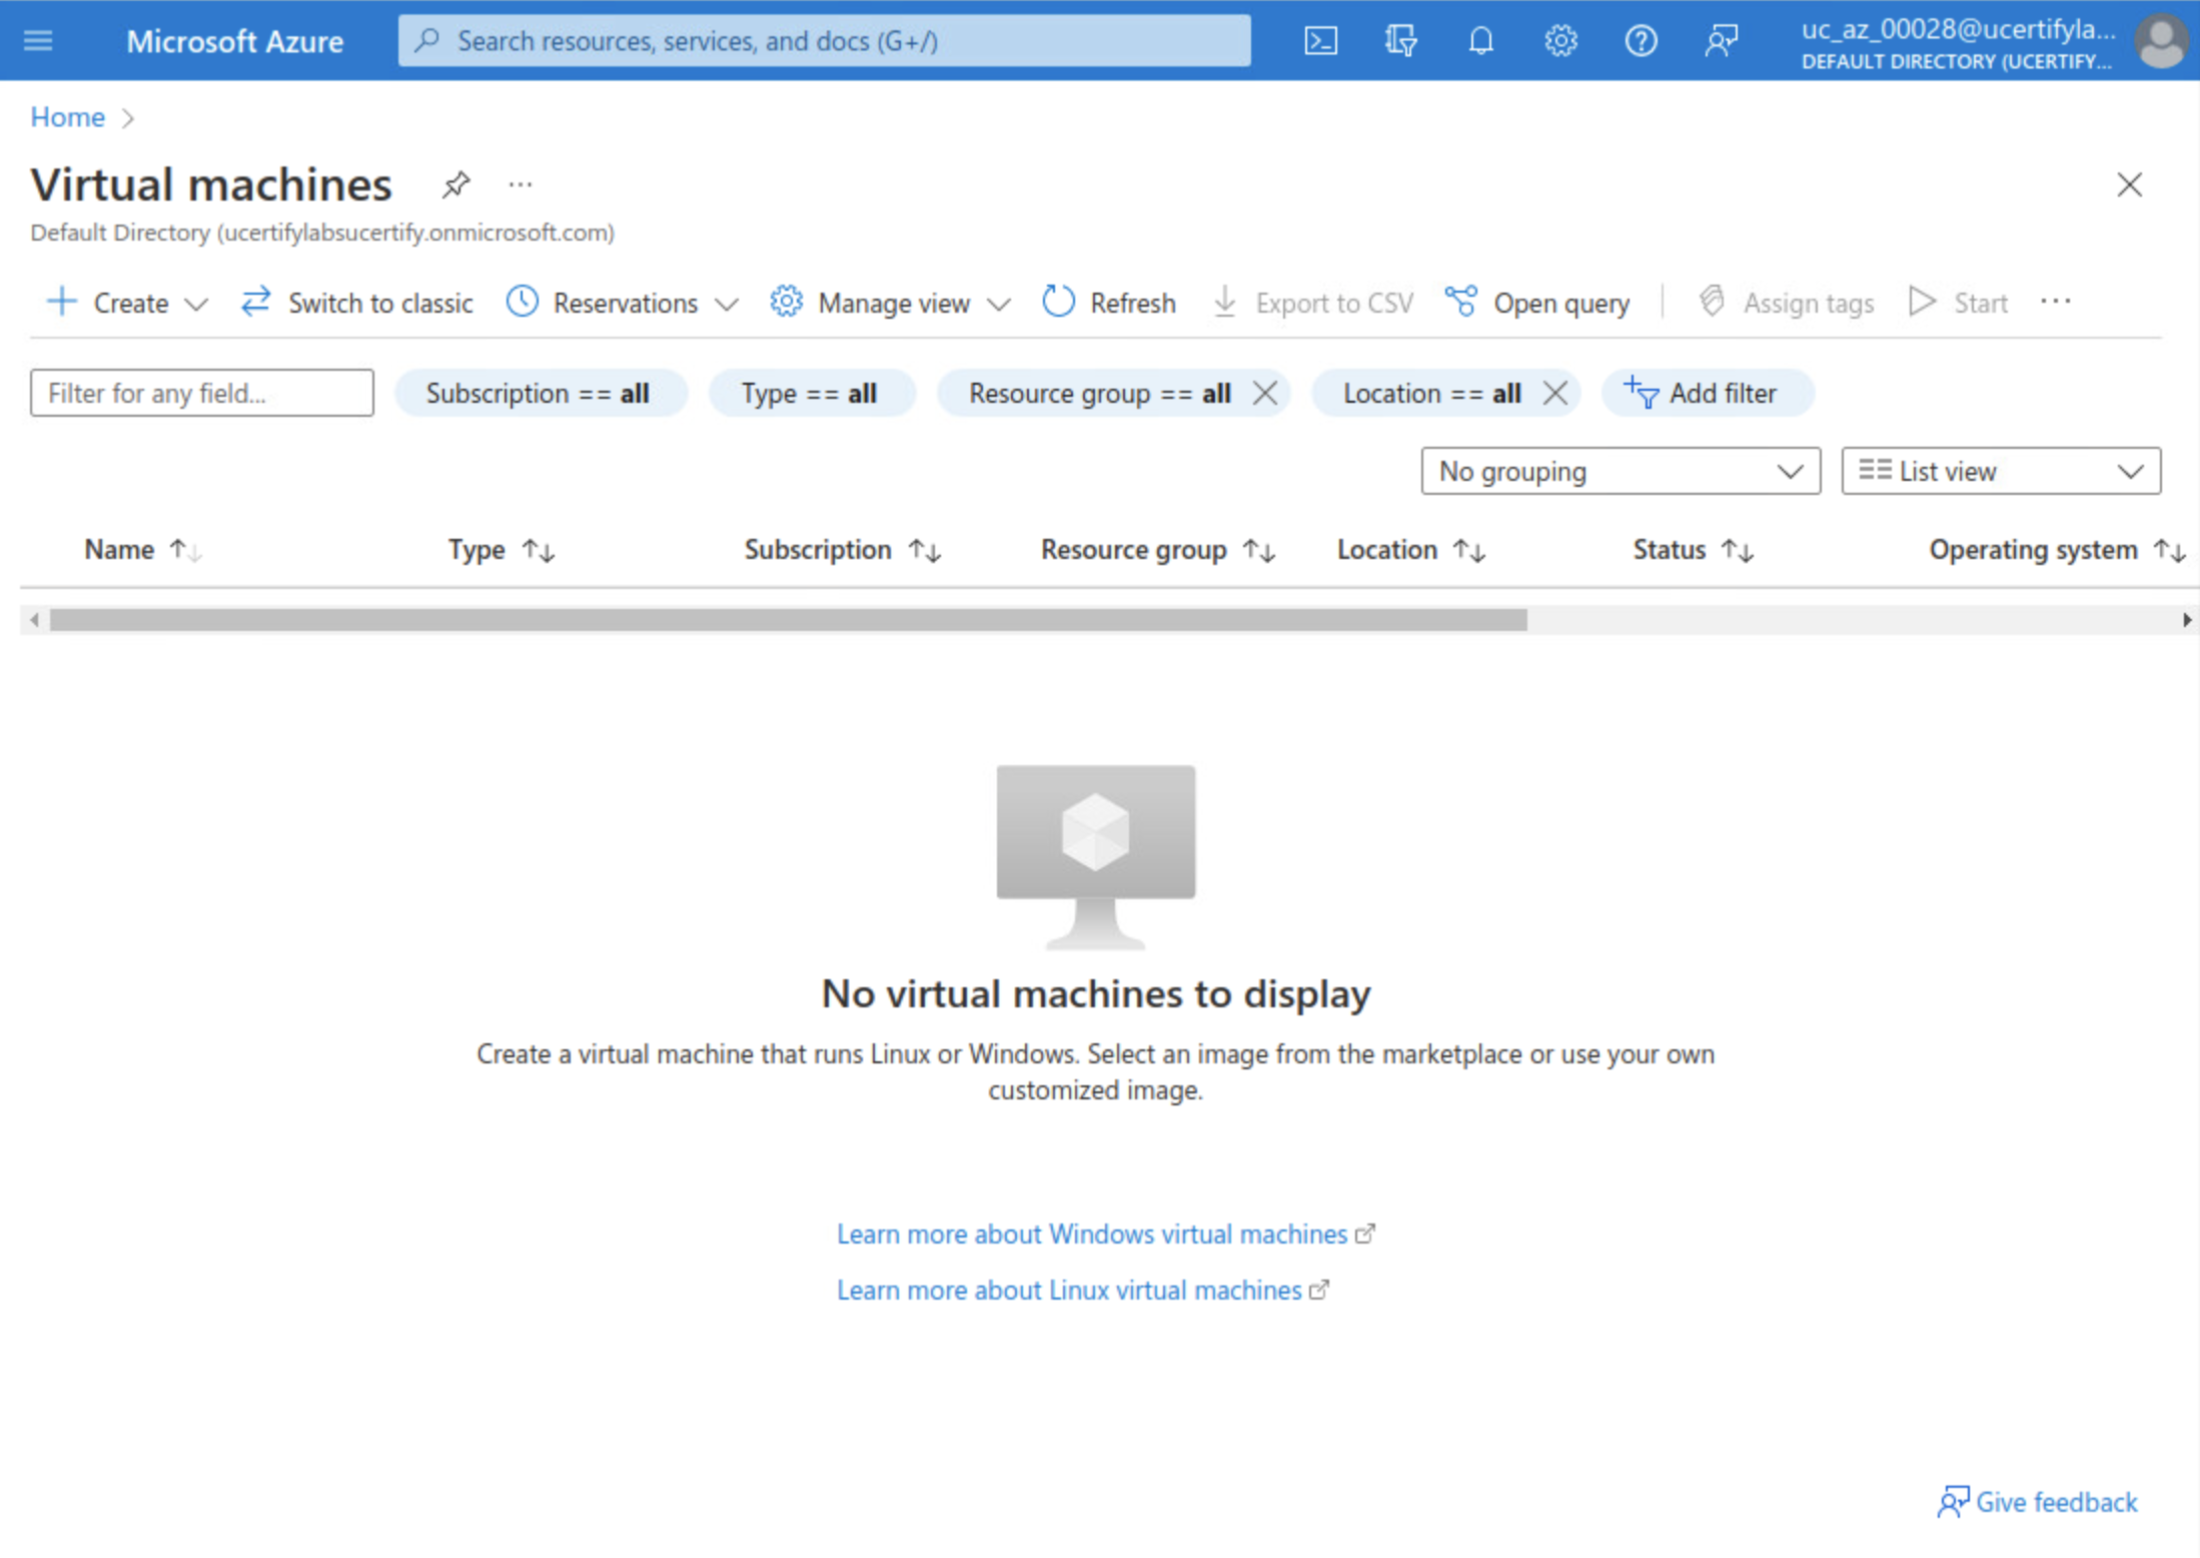 Microsoft Azure
Search resources, services, and docs (G+/)
uc_az_00028@ucertifyla...
DEFAULT DIRECTORY (UCERTIFY...
Home
Virtual machines
Default Directory (ucertifylabsucertify.onmicrosoft.com)
Create Switch to classic Reservations Manage view Refresh Export to CSV Open query Assign tags Start
Filter for any field... Subscription == all Type == all Resource group == all Location == all Add filter
No grouping List view
Name Type Subscription Resource group Location Status Operating system
No virtual machines to display
Create a virtual machine that runs Linux or Windows. Select an image from the marketplace or use your own
customized image.
Learn more about Windows virtual machines
Learn more about Linux virtual machines
Give feedback